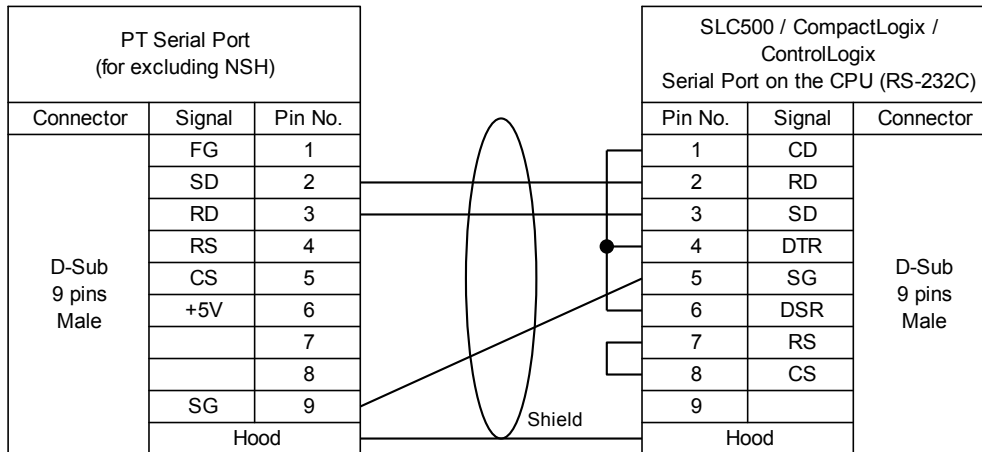 PT Serial Port
(for excluding NSH)
SLC500 / CompactLogix /
ControlLogix
Serial Port on the CPU (RS-232C)
Connector Signal Pin No.
Pin No. Signal Connector
FG 1
1 CD
SD 2
2 RD
RD 3
3 SD
RS 4
4 DTR
D-Sub
9 pins
Male
CS 5
5 SG
D-Sub
9 pins
Male
+5V 6
6 DSR
7
7 RS
8
8 CS
SG 9
9
Shield
Hood
Hood